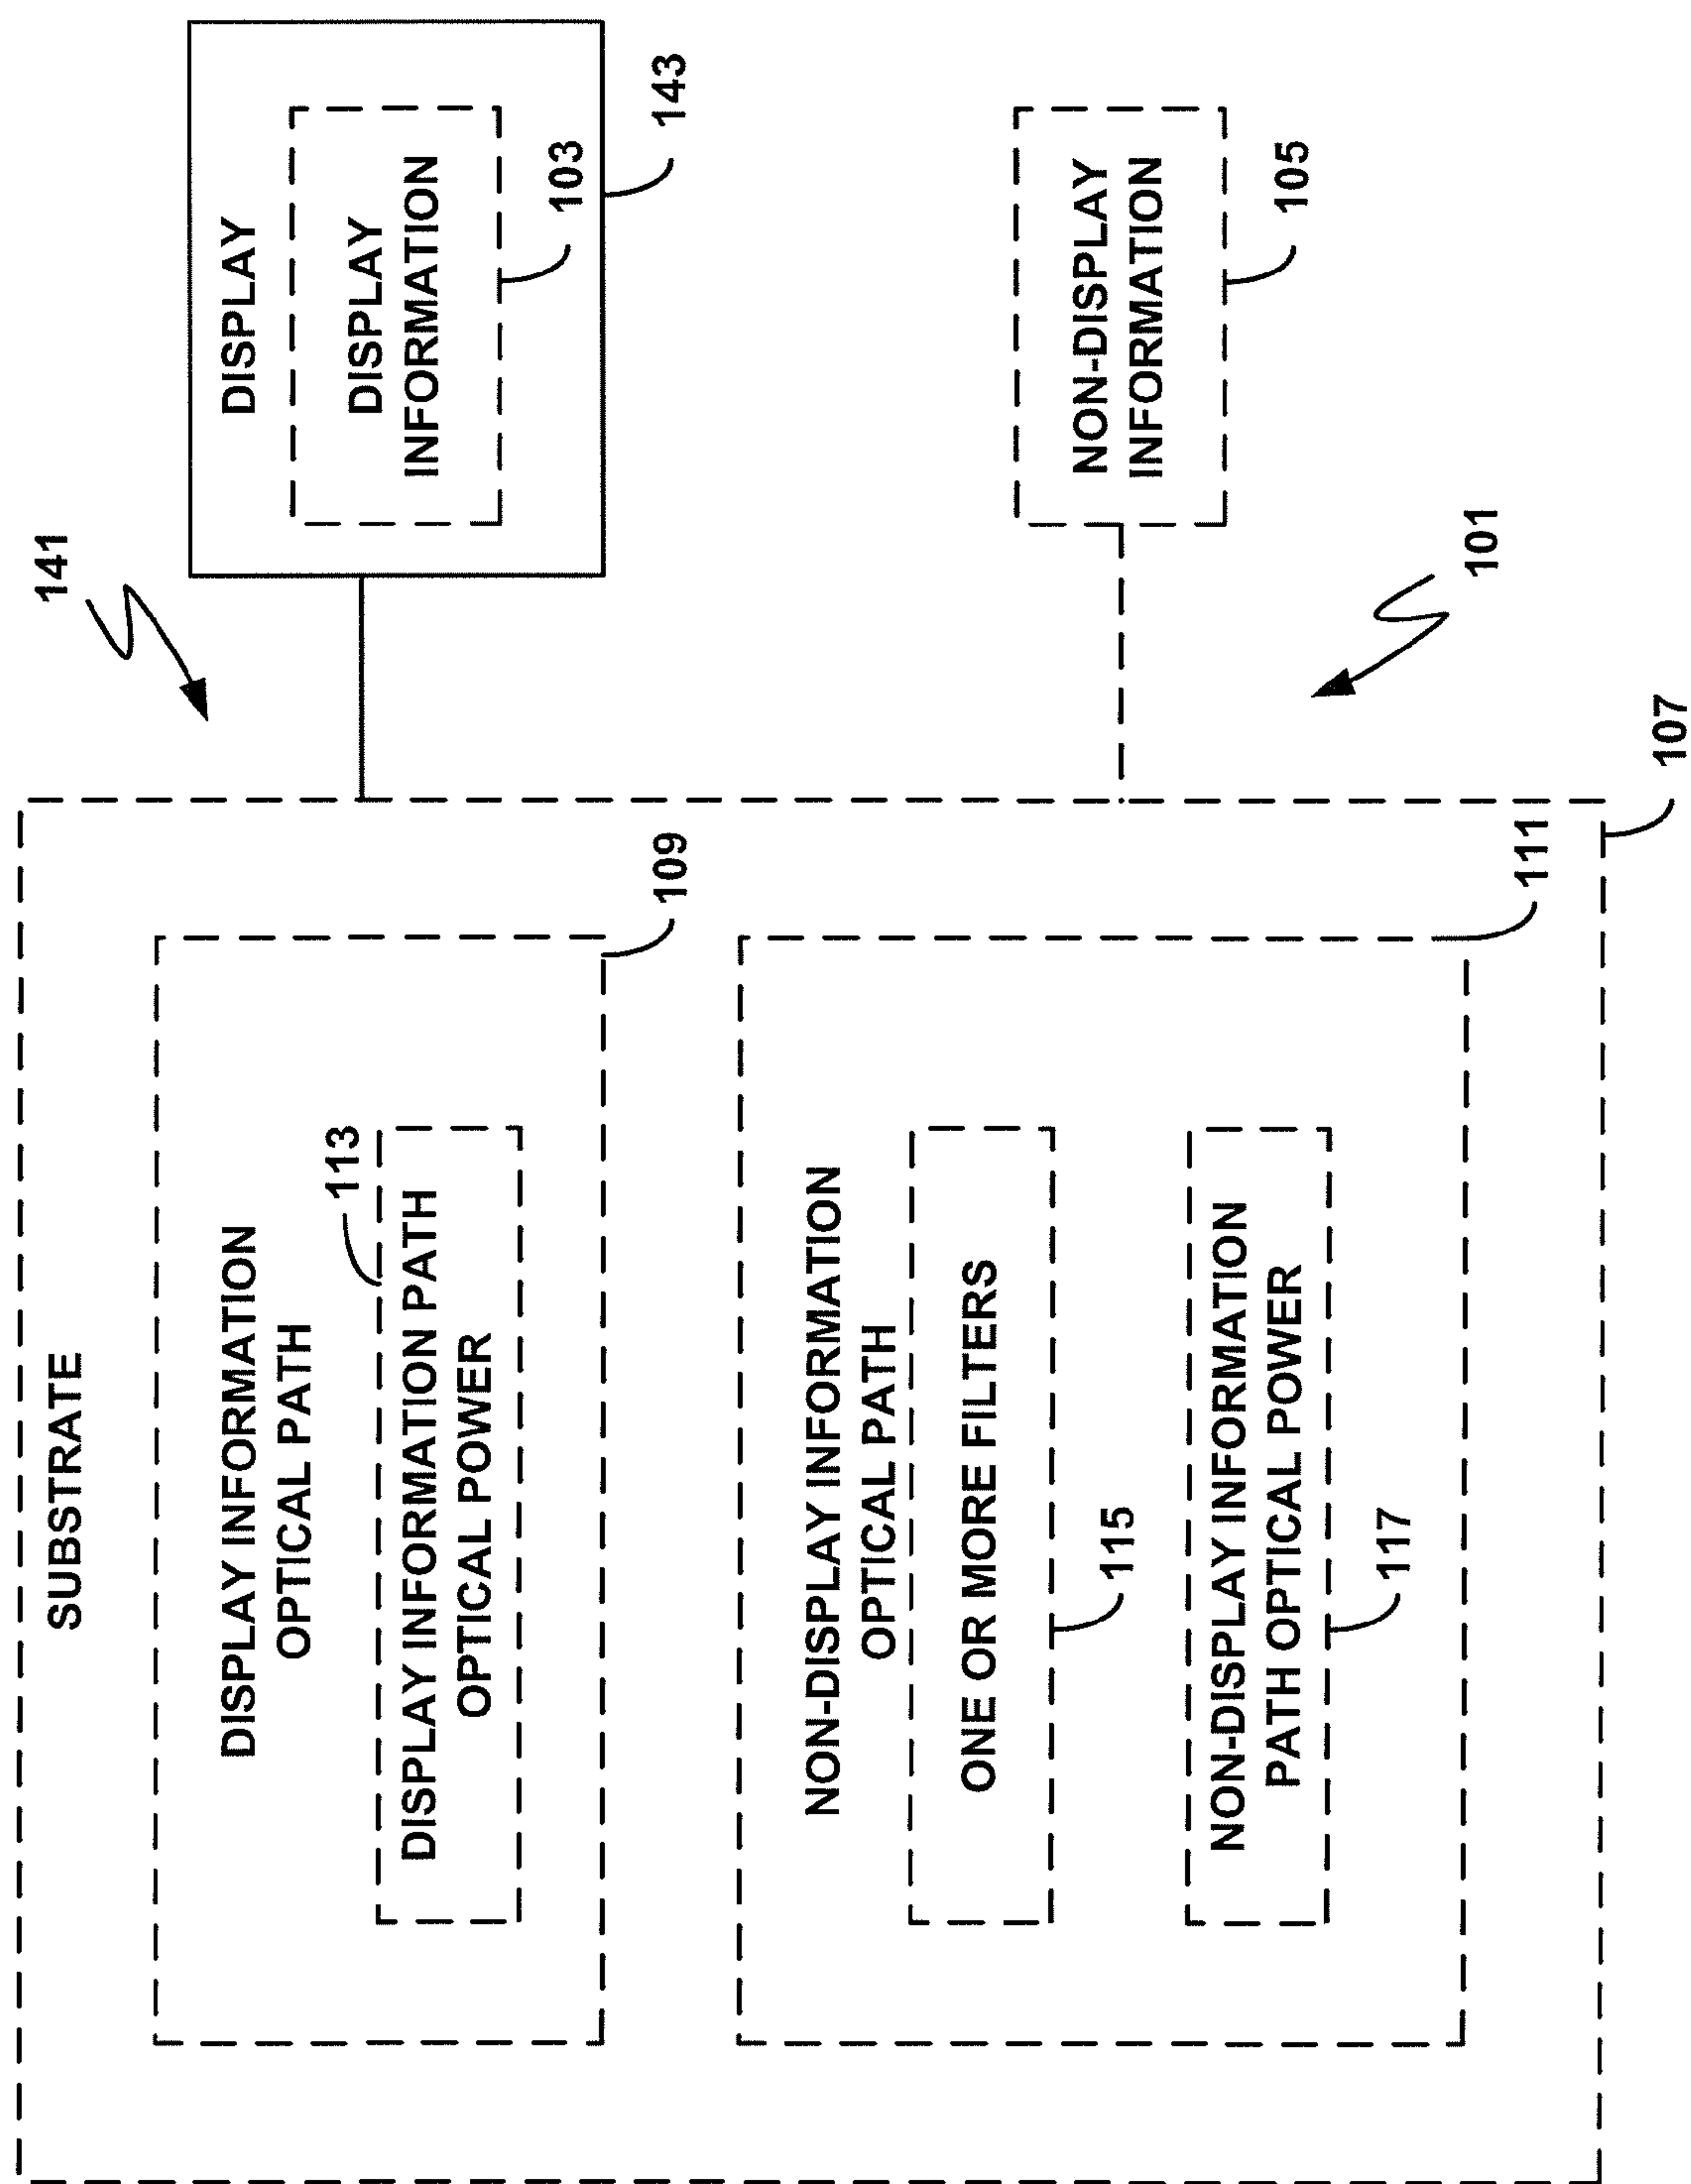 SUBSTRATE
DISPLAY INFORMATION
OPTICAL PATH
113
DISPLAY INFORMATION PATH
OPTICAL POWER
109
NON-DISPLAY INFORMATION
OPTICAL PATH
ONE OR MORE FILTERS
115
NON-DISPLAY INFORMATION
PATH OPTICAL POWER
117
111
107
141
DISPLAY
DISPLAY
INFORMATION
103
143
NON-DISPLAY
INFORMATION
105
101